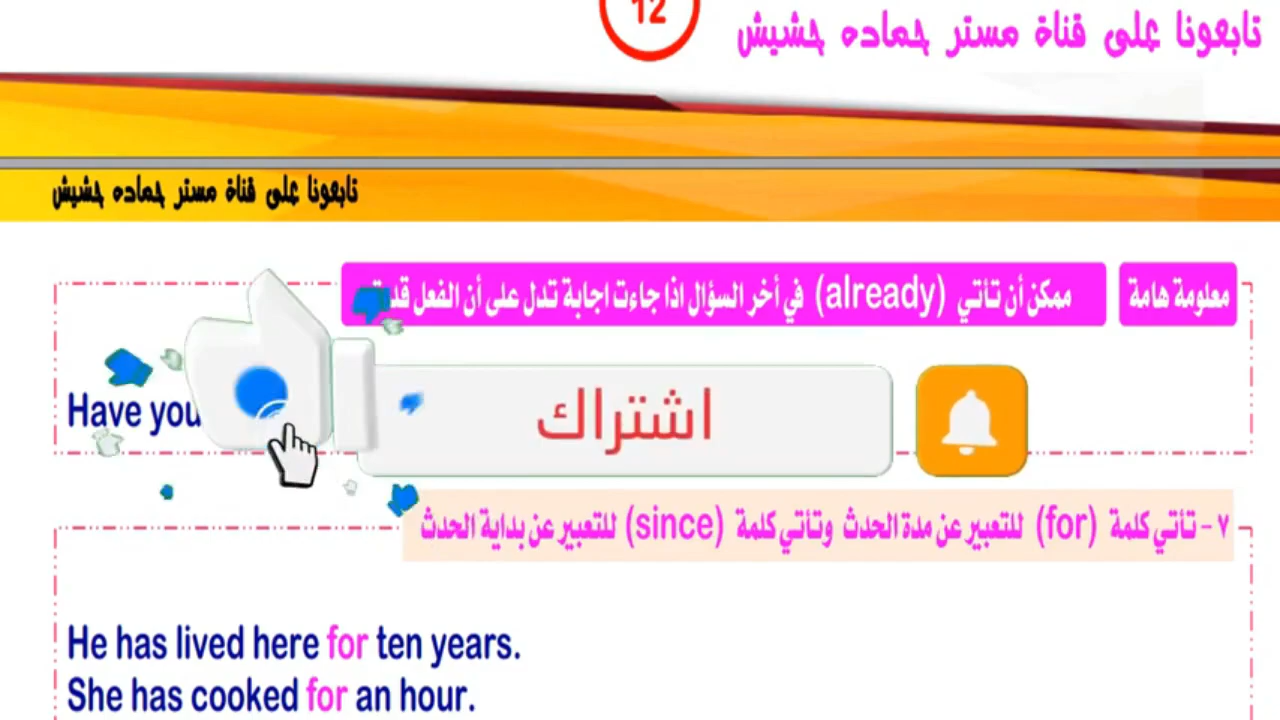 12
تابعونا على قناة مستر حماده حشيش
تابعونا على قناة مستر حماده حشيش
معلومة هامة
ممكن أن تأتي (already) في أخر السؤال اذا جاءت اجابة تدل على أن الفعل قد
Have you
اشتراك
٧- تأتي كلمة (for) للتعبير عن مدة الحدث وتأتي كلمة (since) للتعبير عن بداية الحدث
He has lived here for ten years.
She has cooked for an hour.